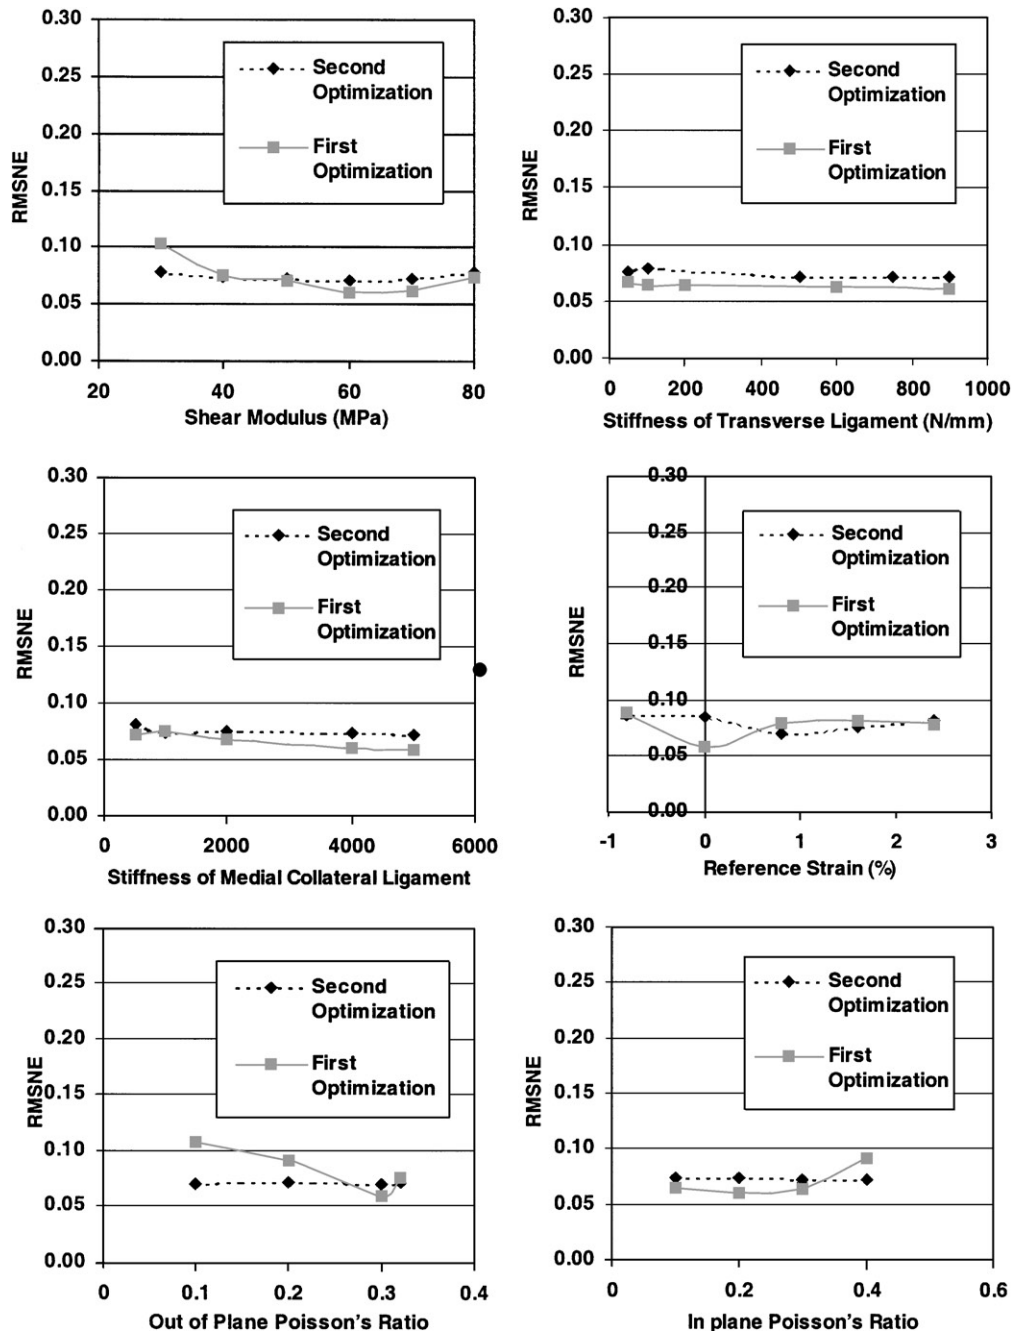 0.30
0.25
0.20
0.15
0.10
0.05
0.00
RMSNE
Second
Optimization
First
Optimization
20 40 60 80
Shear Modulus (MPa)
0.30
0.25
0.20
0.15
0.10
0.05
0.00
RMSNE
Second
Optimization
First
Optimization
0 200 400 600 800 1000
Stiffness of Transverse Ligament (N/mm)
0.30
0.25
0.20
0.15
0.10
0.05
0.00
RMSNE
Second
Optimization
First
Optimization
0 2000 4000 6000
Stiffness of Medial Collateral Ligament
0.30
0.25
0.20
0.15
0.10
0.05
0.00
RMSNE
Second
Optimization
First
Optimization
-1 0 1 2 3
Reference Strain (%)
0.30
0.25
0.20
0.15
0.10
0.05
0.00
RMSNE
Second
Optimization
First
Optimization
0 0.1 0.2 0.3 0.4
Out of Plane Poisson's Ratio
0.30
0.25
0.20
0.15
0.10
0.05
0.00
RMSNE
Second
Optimization
First
Optimization
0 0.2 0.4 0.6
In plane Poisson's Ratio